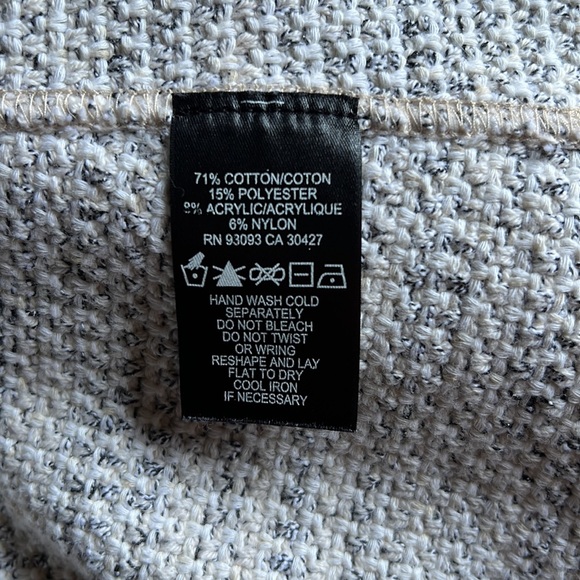 71% COTTON/COTON
15% POLYESTER
8% ACRYLIC/ACRYLIQUE
6% NYLON
RN 93093 CA 30427
HAND WASH COLD
SEPARATELY
DO NOT BLEACH
DO NOT TWIST
OR WRING
RESHAPE AND LAY
FLAT TO DRY
COOL IRON
IF NECESSARY